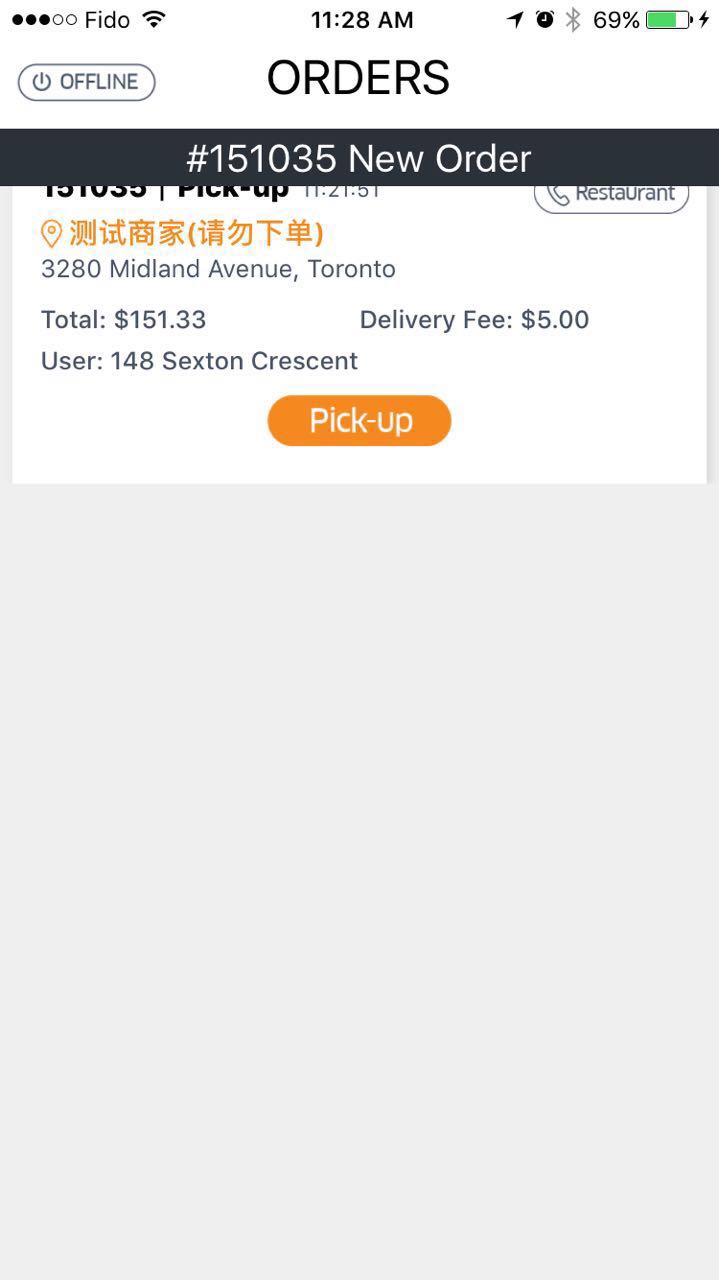 Fido 11:28 AM 69%
OFFLINE ORDERS
#151035 New Order
151035 | Pick-up 11:21:51 Restaurant
测试商家(请勿下单)
3280 Midland Avenue, Toronto
Total: $151.33 Delivery Fee: $5.00
User: 148 Sexton Crescent
Pick-up